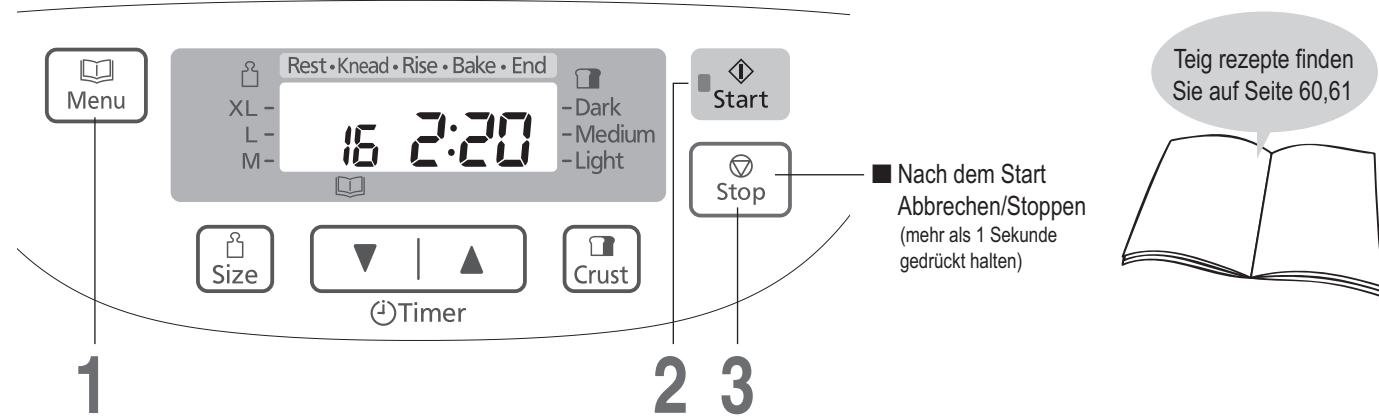 Menu
Rest • Knead • Rise • Bake • End
XL –
L –
M –
16 2:20
– Dark
– Medium
– Light
Start
Stop
Size
Timer
Crust
1
2
3
■ Nach dem Start
Abbrechen/Stoppen
(mehr als 1 Sekunde
gedrückt halten)
Teig rezepte finden
Sie auf Seite 60,61